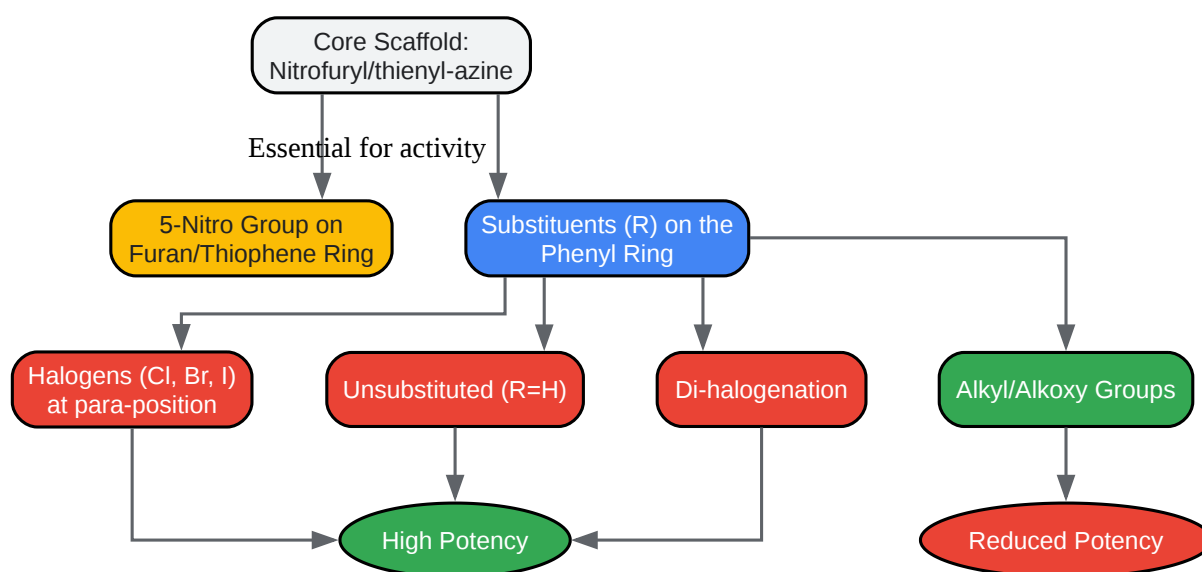 Core Scaffold:
Nitrofuryl/thienyl-azine
Essential for activity
5-Nitro Group on
Furan/Thiophene Ring
Substituents (R) on the
Phenyl Ring
Halogens (Cl, Br, I)
at para-position
Unsubstituted (R=H)
Di-halogenation
Alkyl/Alkoxy Groups
High Potency
Reduced Potency